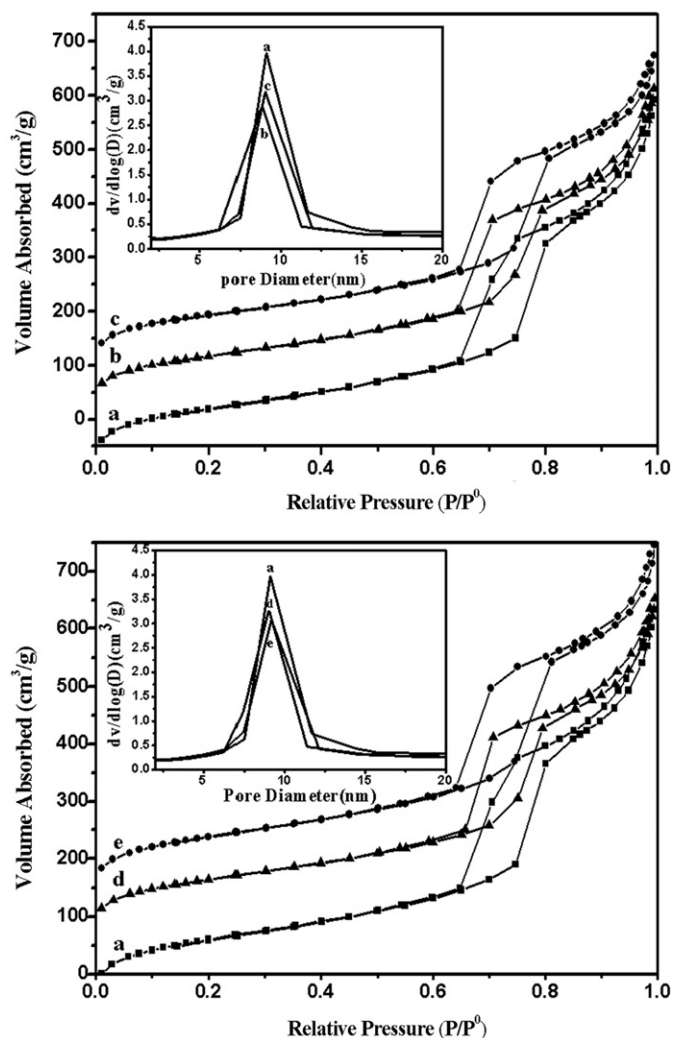 Volume Absorbed (cm³/g)
700
600
500
400
300
200
100
0
c
b
a
0.0 0.2 0.4 0.6 0.8 1.0
Relative Pressure (P/P⁰)
dv/dlog(D)(cm³/g)
4.5
4.0
3.5
3.0
2.5
2.0
1.5
1.0
0.5
0.0
a
c
b
5 10 15 20
pore Diameter(nm)
Volume Absorbed (cm³/g)
700
600
500
400
300
200
100
0
e
d
a
0.0 0.2 0.4 0.6 0.8 1.0
Relative Pressure (P/P⁰)
dv/dlog(D)(cm³/g)
4.5
4.0
3.5
3.0
2.5
2.0
1.5
1.0
0.5
0.0
a
d
e
5 10 15 20
Pore Diameter(nm)